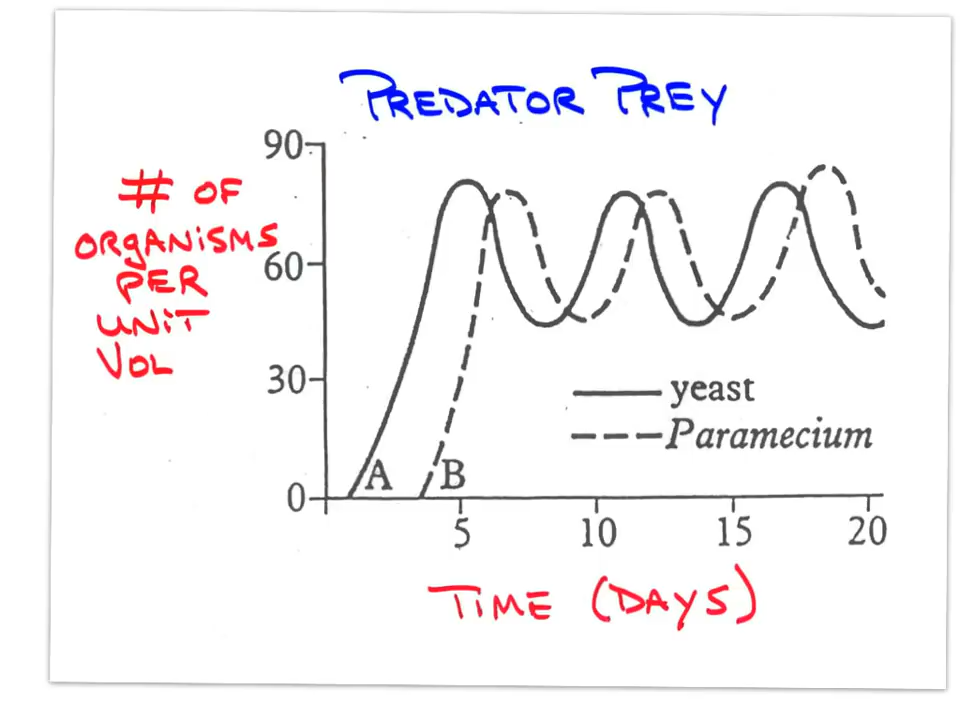 PREDATOR PREY
90
# OF
ORGANISMS
PER
UNIT
VOL
60
30
0
yeast
Paramecium
A B
5 10 15 20
TIME (DAYS)